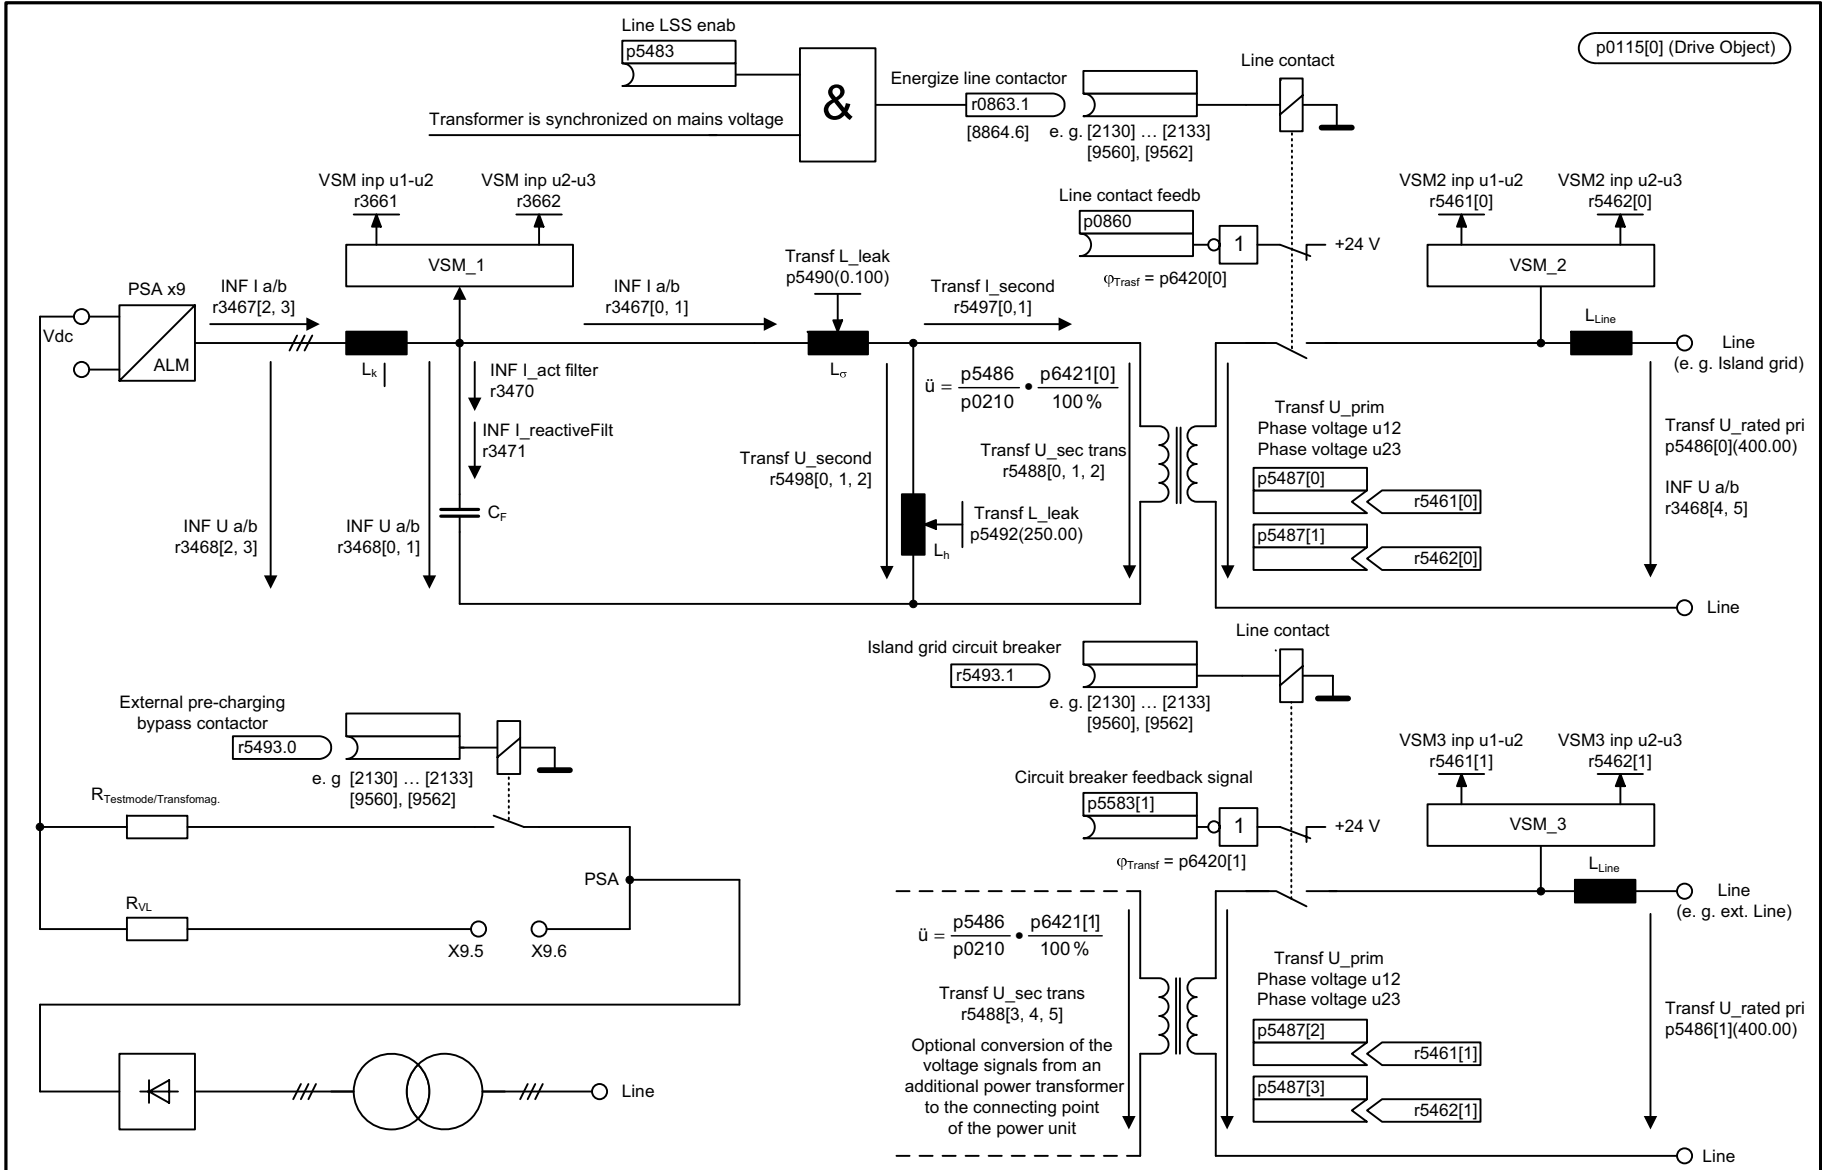 Line LSS enab
p5483
p0115[0] (Drive Object)
Transformer is synchronized on mains voltage
&
Energize line contactor
r0863.1
[8864.6]
e. g. [2130] … [2133]
[9560], [9562]
Line contact
VSM inp u1-u2
r3661
VSM inp u2-u3
r3662
VSM_1
Line contact feedb
p0860
1
+24 V
φTrasf = p6420[0]
VSM2 inp u1-u2
r5461[0]
VSM2 inp u2-u3
r5462[0]
VSM_2
PSA x9
Vdc
ALM
INF I a/b
r3467[2, 3]
Lk
INF I a/b
r3467[0, 1]
Transf L_leak
p5490(0.100)
Lσ
Transf I_second
r5497[0,1]
LLine
Line
(e. g. Island grid)
INF I_act filter
r3470
INF I_reactiveFilt
r3471
CF
INF U a/b
r3468[2, 3]
INF U a/b
r3468[0, 1]
Transf U_second
r5498[0, 1, 2]
ü = p5486 / p0210 • p6421[0] / 100 %
Transf U_sec trans
r5488[0, 1, 2]
Transf L_leak
p5492(250.00)
Lh
Transf U_prim
Phase voltage u12
Phase voltage u23
p5487[0]
r5461[0]
p5487[1]
r5462[0]
Transf U_rated pri
p5486[0](400.00)
INF U a/b
r3468[4, 5]
Line
Island grid circuit breaker
r5493.1
e. g. [2130] … [2133]
[9560], [9562]
Line contact
External pre-charging
bypass contactor
r5493.0
e. g [2130] … [2133]
[9560], [9562]
RTestmode/Transfomag.
RVL
PSA
X9.5
X9.6
Circuit breaker feedback signal
p5583[1]
1
+24 V
φTransf = p6420[1]
VSM3 inp u1-u2
r5461[1]
VSM3 inp u2-u3
r5462[1]
VSM_3
LLine
Line
(e. g. ext. Line)
ü = p5486 / p0210 • p6421[1] / 100 %
Transf U_sec trans
r5488[3, 4, 5]
Optional conversion of the
voltage signals from an
additional power transformer
to the connecting point
of the power unit
Transf U_prim
Phase voltage u12
Phase voltage u23
p5487[2]
r5461[1]
p5487[3]
r5462[1]
Transf U_rated pri
p5486[1](400.00)
Line
Line